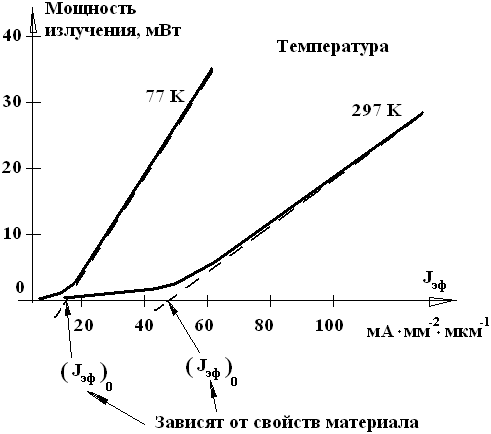 Мощность
излучения, мВт
Температура
40
30
20
10
0
77 K
297 K
Jэф
20 40 60 80 100
мА·мм⁻²·мкм⁻¹
(Jэф)₀
(Jэф)₀
Зависят от свойств материала